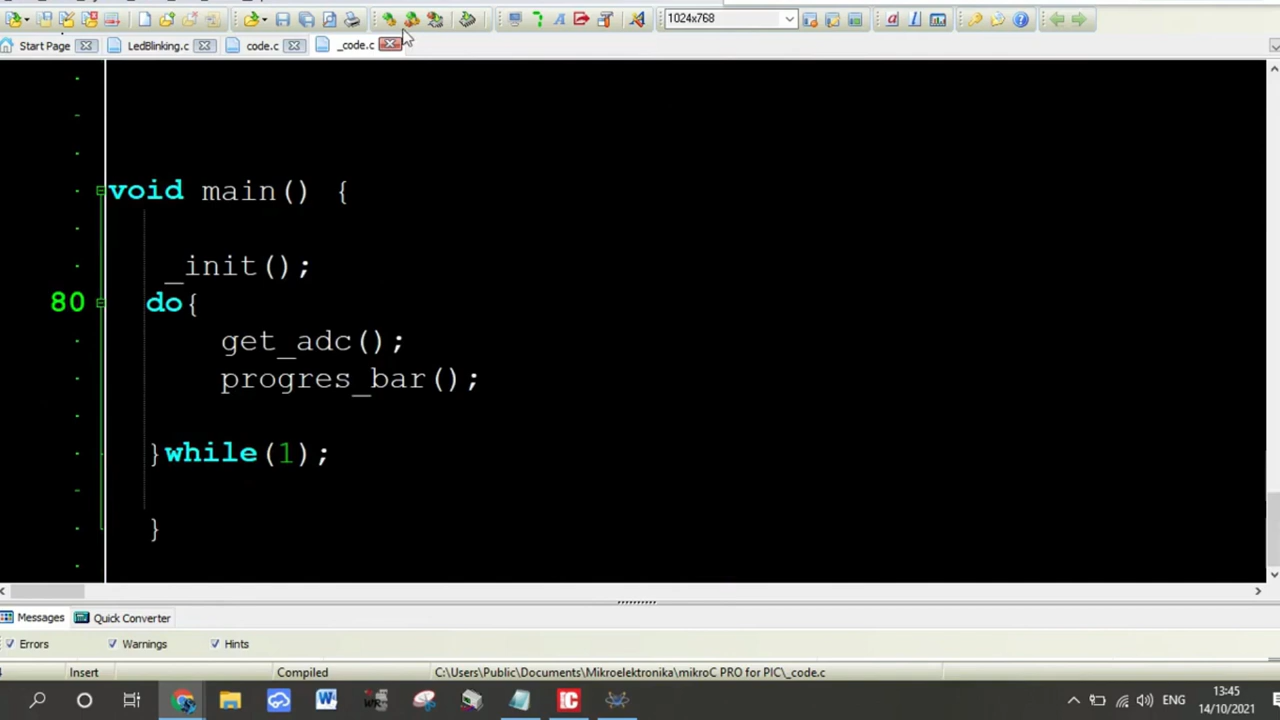 1024x768
Start Page
LedBlinking.c
code.c
_code.c
void main() {
_init();
80
do{
get_adc();
progres_bar();
}while(1);
}
Messages
Quick Converter
Errors
Warnings
Hints
Insert
Compiled
C:\Users\Public\Documents\Mikroelektronika\mikroC PRO for PIC\_code.c
ENG
13:45
14/10/2021